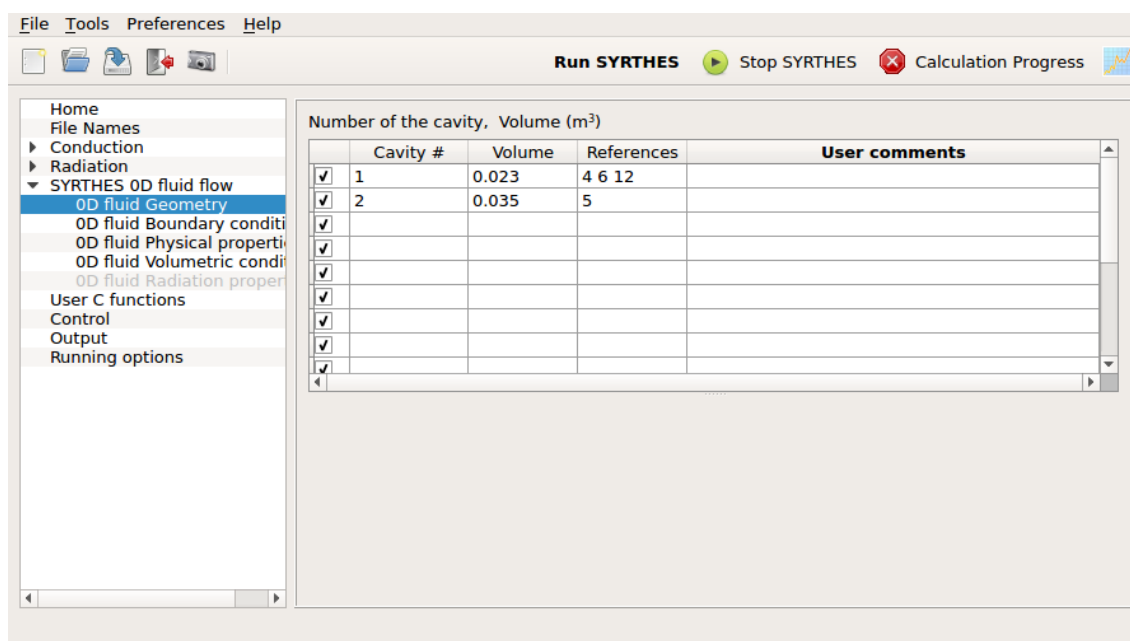 File Tools Preferences Help
Run SYRTHES Stop SYRTHES Calculation Progress
Home
File Names
Conduction
Radiation
SYRTHES 0D fluid flow
0D fluid Geometry
0D fluid Boundary conditi
0D fluid Physical properti
0D fluid Volumetric condit
0D fluid Radiation proper
User C functions
Control
Output
Running options
Number of the cavity, Volume (m³)
Cavity # Volume References User comments
1 0.023 4 6 12
2 0.035 5